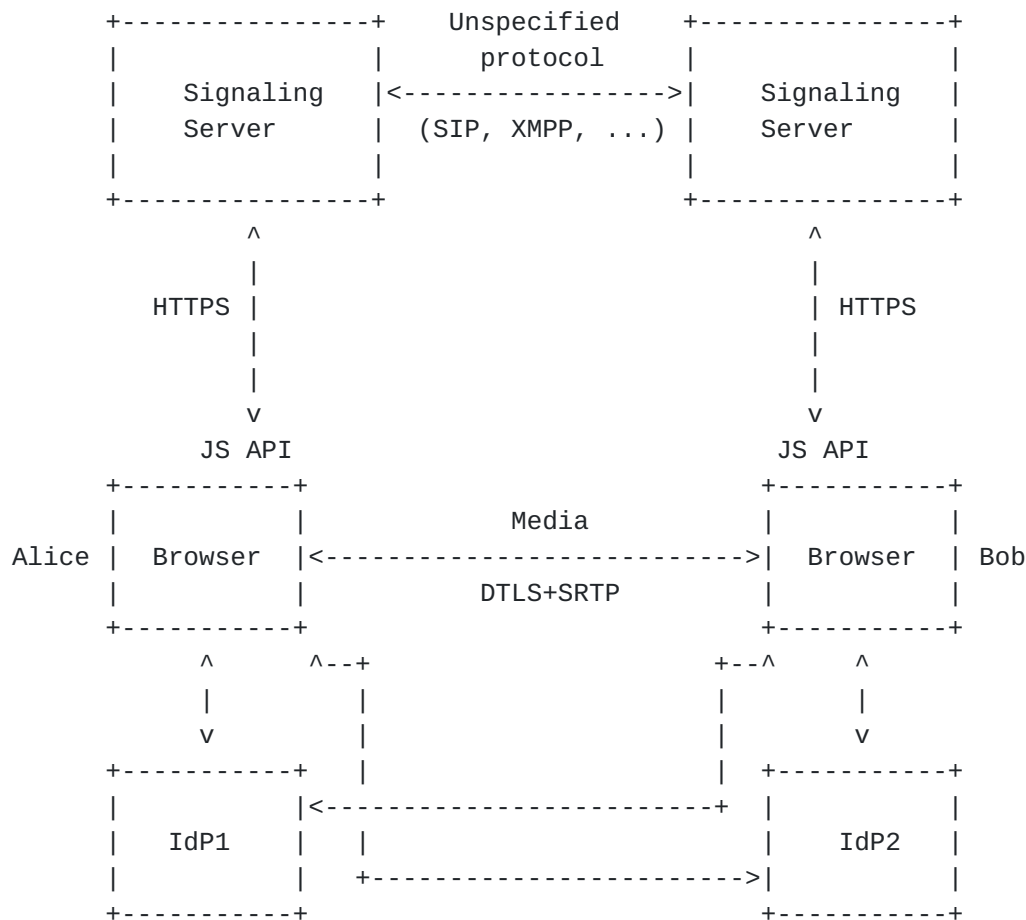 Unspecified
protocol
Signaling Signaling
Server (SIP, XMPP, ...) Server
HTTPS HTTPS
JS API JS API
Media
Alice Browser Browser Bob
DTLS+SRTP
IdP1 IdP2